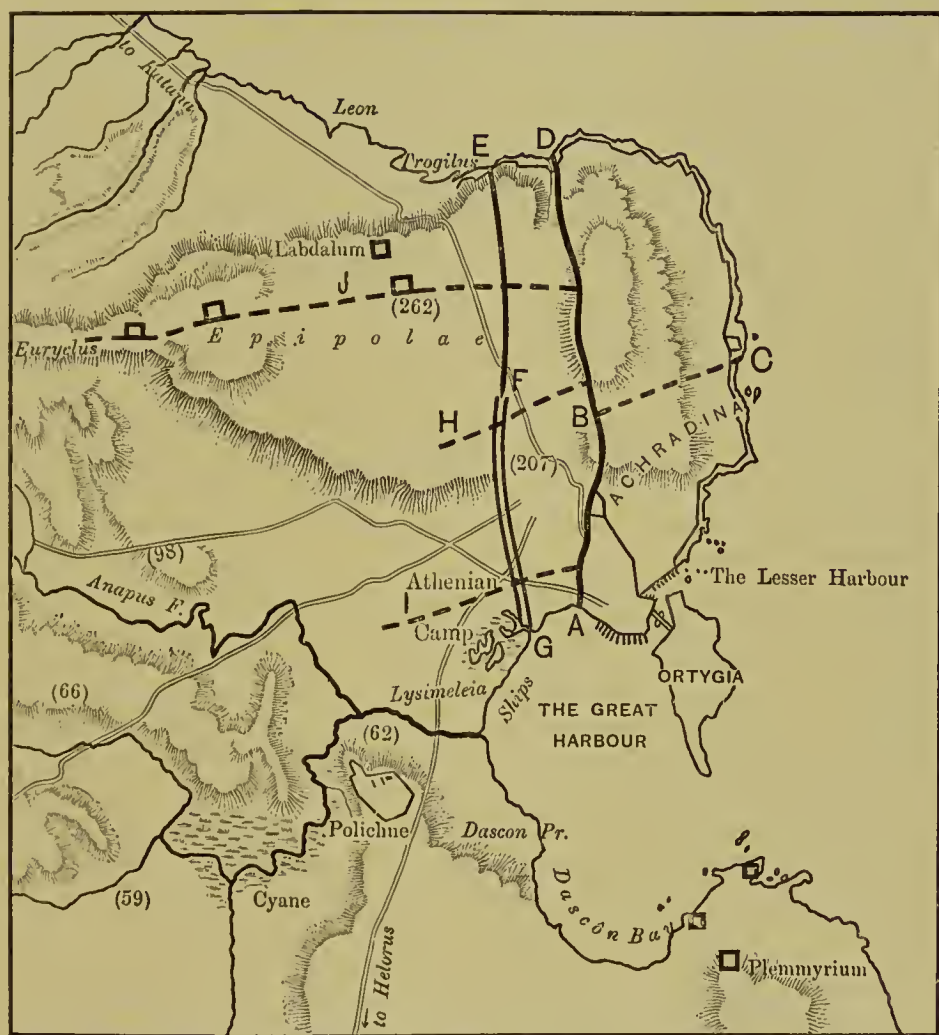 to Katana
Leon
Trogilus
E
D
Labdalum
J
(262)
Euryelus
Epipolae
C
F
H
B
ACHRADINA
(207)
(98)
Anapus F.
Athenian
Camp
I
G
A
The Lesser Harbour
Lysimeleia
Ships
ORTYGIA
THE GREAT
HARBOUR
(66)
(62)
Polichne
Dascon Pr.
(59)
Cyane
Dascon Bay
to Helorus
Plemmyrium